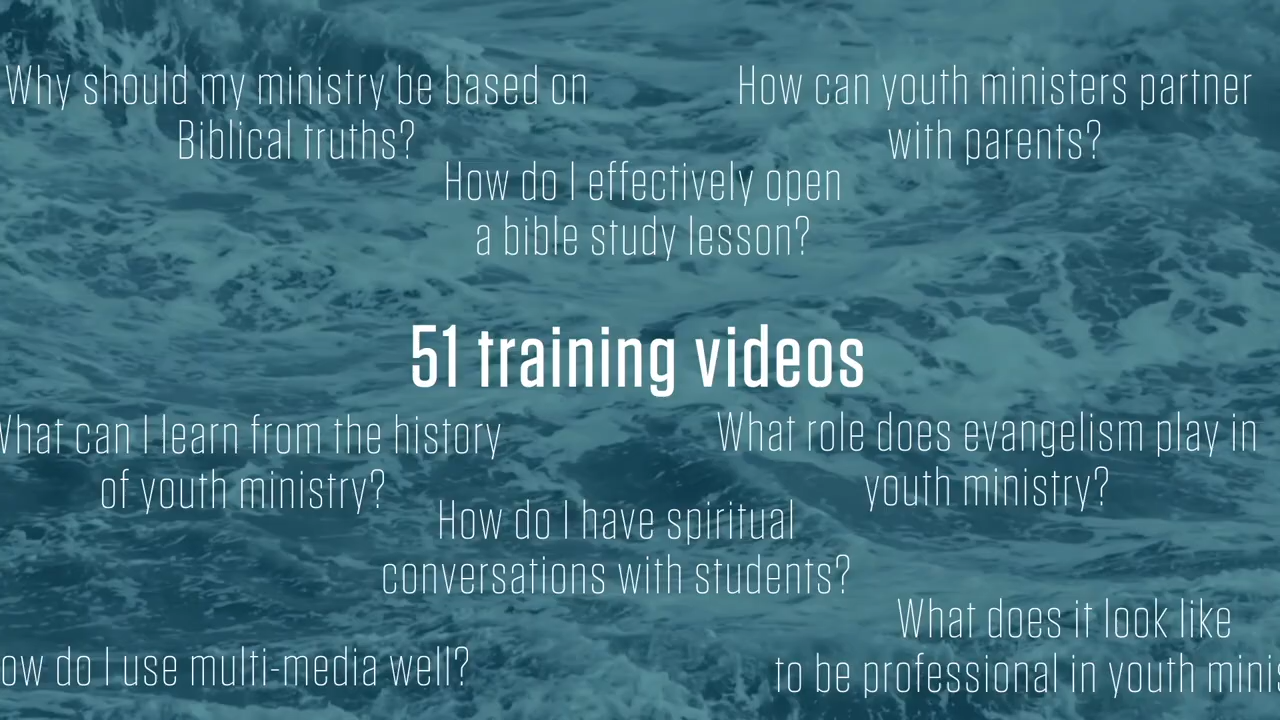 Why should my ministry be based on
Biblical truths?
How can youth ministers partner
with parents?
How do I effectively open
a bible study lesson?
51 training videos
What can I learn from the history
of youth ministry?
What role does evangelism play in
youth ministry?
How do I have spiritual
conversations with students?
ow do I use multi-media well?
What does it look like
to be professional in youth minis